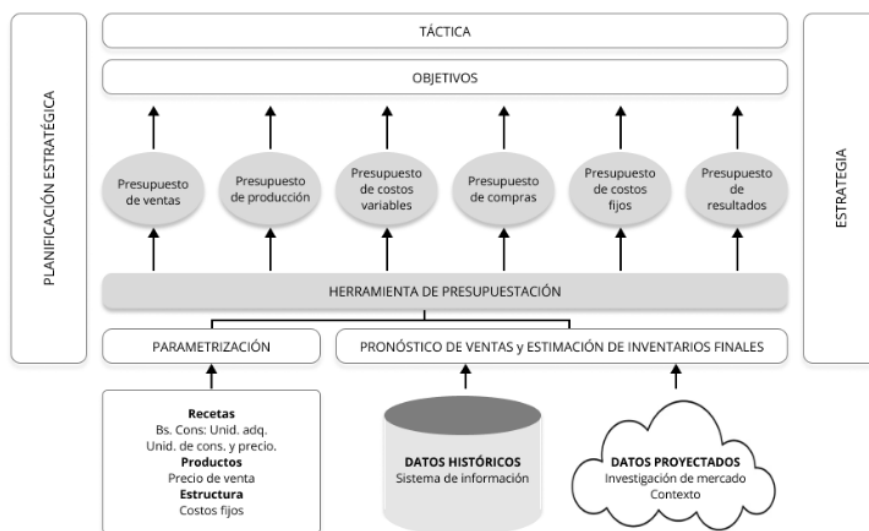 TÁCTICA
OBJETIVOS
PLANIFICACIÓN ESTRATÉGICA
ESTRATEGIA
Presupuesto
de ventas
Presupuesto
de producción
Presupuesto
de costos
variables
Presupuesto
de compras
Presupuesto
de costos
fijos
Presupuesto
de
resultados
HERRAMIENTA DE PRESUPUESTACIÓN
PARAMETRIZACIÓN
PRONÓSTICO DE VENTAS y ESTIMACIÓN DE INVENTARIOS FINALES
Recetas
Bs. Cons: Unid. adq.
Unid. de cons. y precio.
Productos
Precio de venta
Estructura
Costos fijos
DATOS HISTÓRICOS
Sistema de información
DATOS PROYECTADOS
Investigación de mercado
Contexto